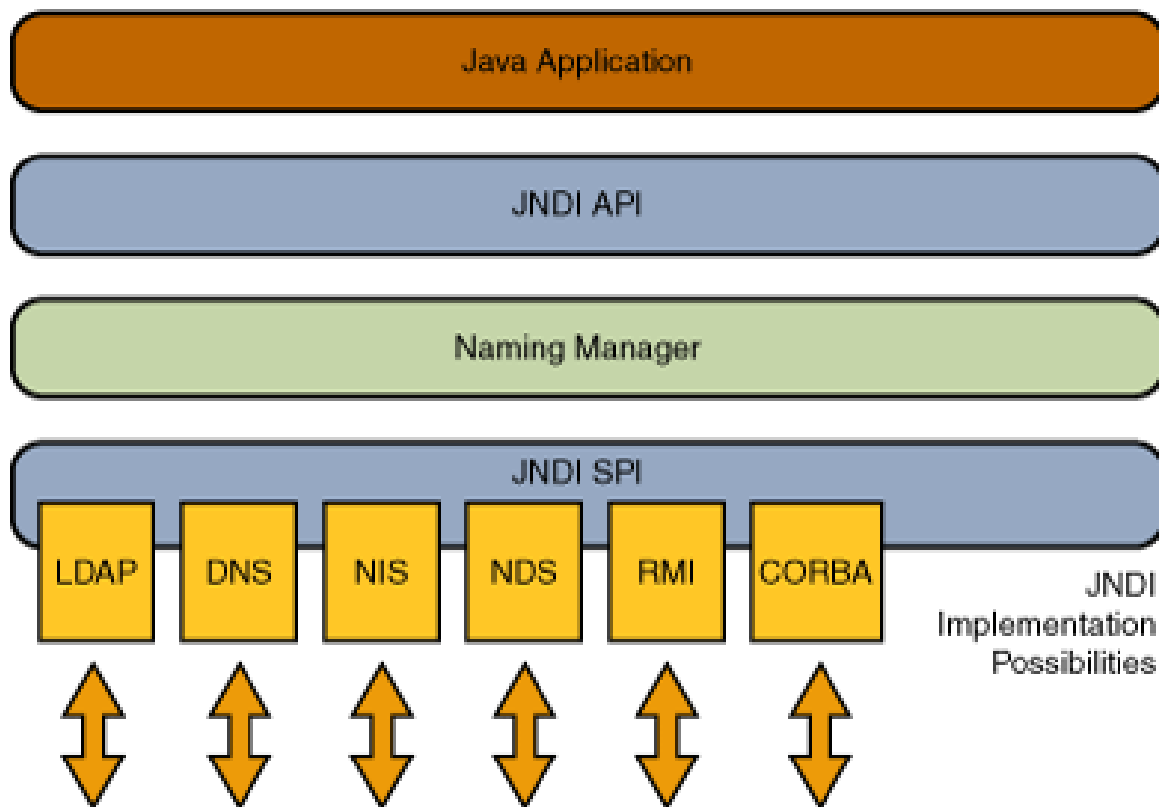 Java Application
JNDI API
Naming Manager
JNDI SPI
LDAP
DNS
NIS
NDS
RMI
CORBA
JNDI
Implementation
Possibilities